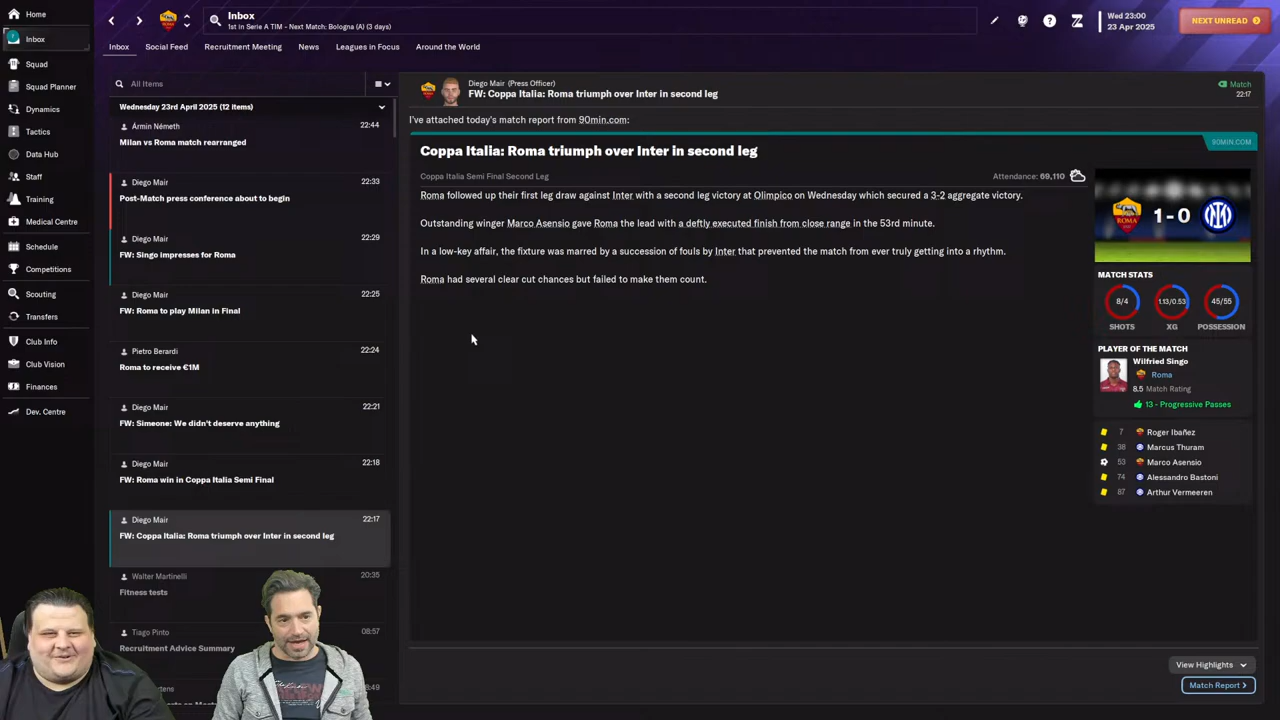 Home
Inbox
Squad
Squad Planner
Dynamics
Tactics
Data Hub
Staff
Training
Medical Centre
Schedule
Competitions
Scouting
Transfers
Club Info
Club Vision
Finances
Dev. Centre
Inbox
1st in Serie A TIM - Next Match: Bologna (A) (3 days)
Wed 23:00
23 Apr 2025
NEXT UNREAD
Inbox
Social Feed
Recruitment Meeting
News
Leagues in Focus
Around the World
All Items
Wednesday 23rd April 2025 (12 items)
Ármin Németh 22:44
Milan vs Roma match rearranged
Diego Mair 22:33
Post-Match press conference about to begin
Diego Mair 22:29
FW: Singo impresses for Roma
Diego Mair 22:25
FW: Roma to play Milan in Final
Pietro Berardi 22:24
Roma to receive €1M
Diego Mair 22:21
FW: Simeone: We didn't deserve anything
Diego Mair 22:18
FW: Roma win in Coppa Italia Semi Final
Diego Mair 22:17
FW: Coppa Italia: Roma triumph over Inter in second leg
Walter Martinelli 20:35
Fitness tests
Tiago Pinto 08:57
Recruitment Advice Summary
Diego Mair (Press Officer)
FW: Coppa Italia: Roma triumph over Inter in second leg
Match
22:17
I've attached today's match report from 90min.com:
90MIN.COM
Coppa Italia: Roma triumph over Inter in second leg
Coppa Italia Semi Final Second Leg
Attendance: 69,110
Roma followed up their first leg draw against Inter with a second leg victory at Olimpico on Wednesday which secured a 3-2 aggregate victory.
Outstanding winger Marco Asensio gave Roma the lead with a deftly executed finish from close range in the 53rd minute.
In a low-key affair, the fixture was marred by a succession of fouls by Inter that prevented the match from ever truly getting into a rhythm.
Roma had several clear cut chances but failed to make them count.
ROMA
1 - 0
MATCH STATS
8/4
1.13/0.53
45/55
SHOTS
XG
POSSESSION
PLAYER OF THE MATCH
Wilfried Singo
Roma
8.5 Match Rating
13 - Progressive Passes
7 Roger Ibañez
38 Marcus Thuram
53 Marco Asensio
74 Alessandro Bastoni
87 Arthur Vermeeren
View Highlights
Match Report